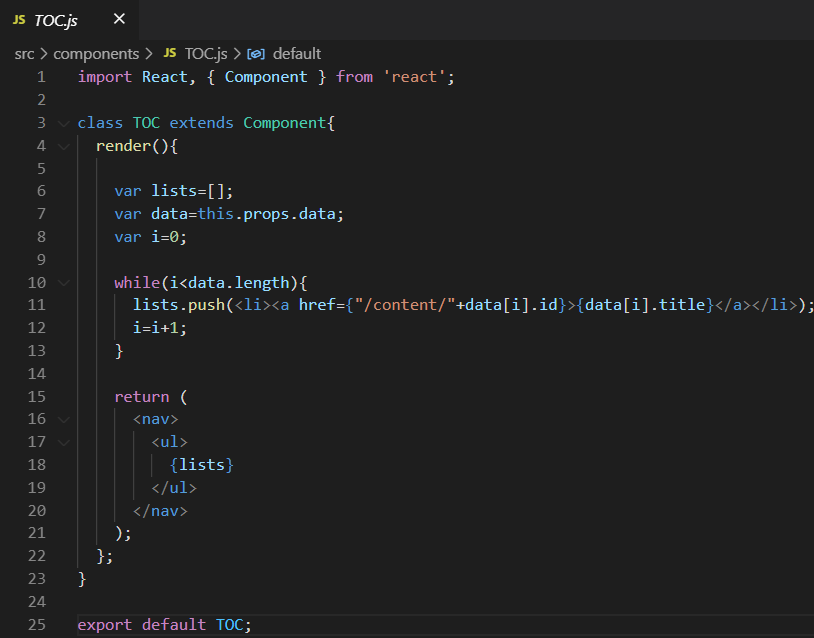 JS TOC.js ×
src > components > JS TOC.js > default
1 import React, { Component } from 'react';
2
3 class TOC extends Component{
4   render(){
5
6     var lists=[];
7     var data=this.props.data;
8     var i=0;
9
10     while(i<data.length){
11       lists.push(<li><a href={"/content/"+data[i].id}>{data[i].title}</a></li>);
12       i=i+1;
13     }
14
15     return (
16       <nav>
17         <ul>
18           {lists}
19         </ul>
20       </nav>
21     );
22   };
23 }
24
25 export default TOC;